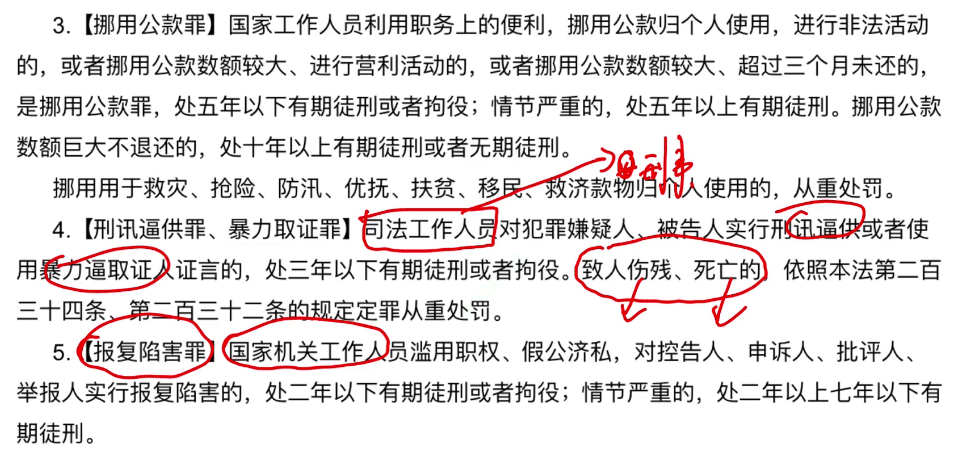 3.【挪用公款罪】国家工作人员利用职务上的便利，挪用公款归个人使用，进行非法活动
的，或者挪用公款数额较大、进行营利活动的，或者挪用公款数额较大、超过三个月未还的，
是挪用公款罪，处五年以下有期徒刑或者拘役；情节严重的，处五年以上有期徒刑。挪用公款
数额巨大不退还的，处十年以上有期徒刑或者无期徒刑。
挪用用于救灾、抢险、防汛、优抚、扶贫、移民、救济款物归个人使用的，从重处罚。
4.【刑讯逼供罪、暴力取证罪】司法工作人员对犯罪嫌疑人、被告人实行刑讯逼供或者使
用暴力逼取证人证言的，处三年以下有期徒刑或者拘役。致人伤残、死亡的，依照本法第二百
三十四条、第二百三十二条的规定定罪从重处罚。
5.【报复陷害罪】国家机关工作人员滥用职权、假公济私，对控告人、申诉人、批评人、
举报人实行报复陷害的，处二年以下有期徒刑或者拘役；情节严重的，处二年以上七年以下有
期徒刑。